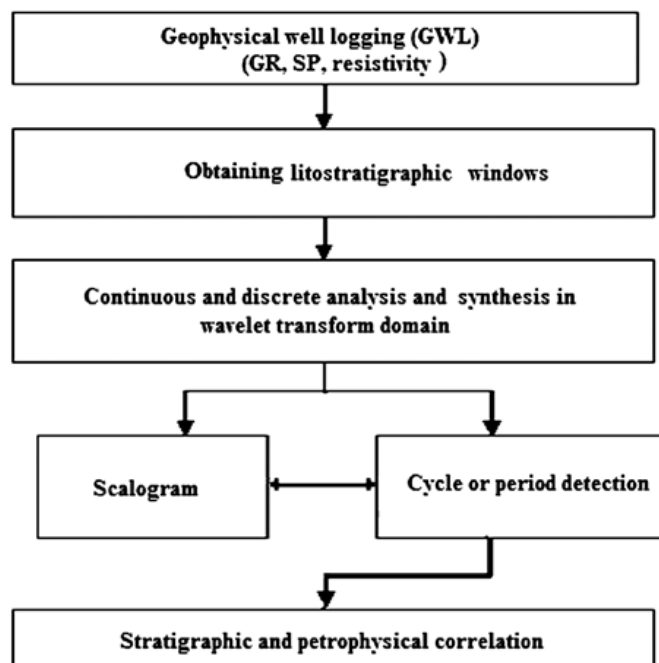 Geophysical well logging (GWL)
(GR, SP, resistivity )
Obtaining litostratigraphic windows
Continuous and discrete analysis and synthesis in
wavelet transform domain
Scalogram
Cycle or period detection
Stratigraphic and petrophysical correlation